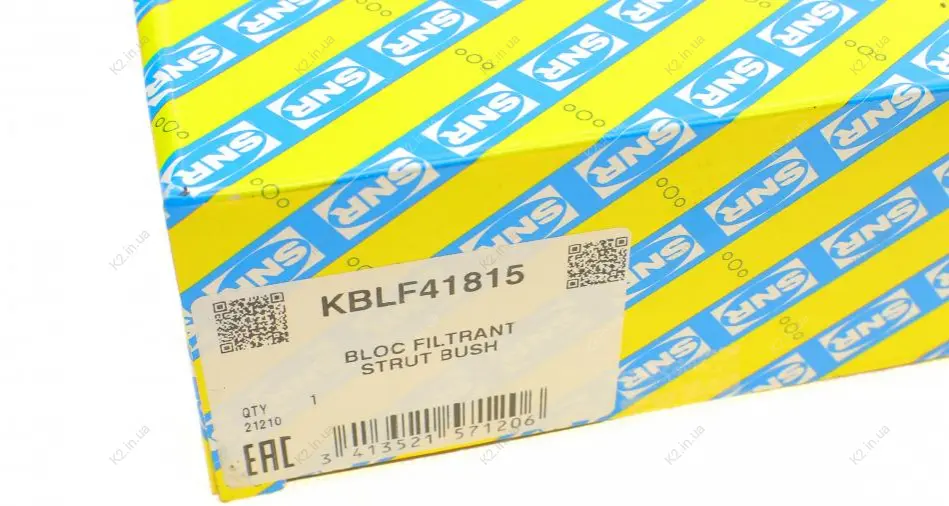 SNR
KBLF41815
BLOC FILTRANT
STRUT BUSH
QTY 1
21210
EAC
3 413521 571206
K2.in.ua